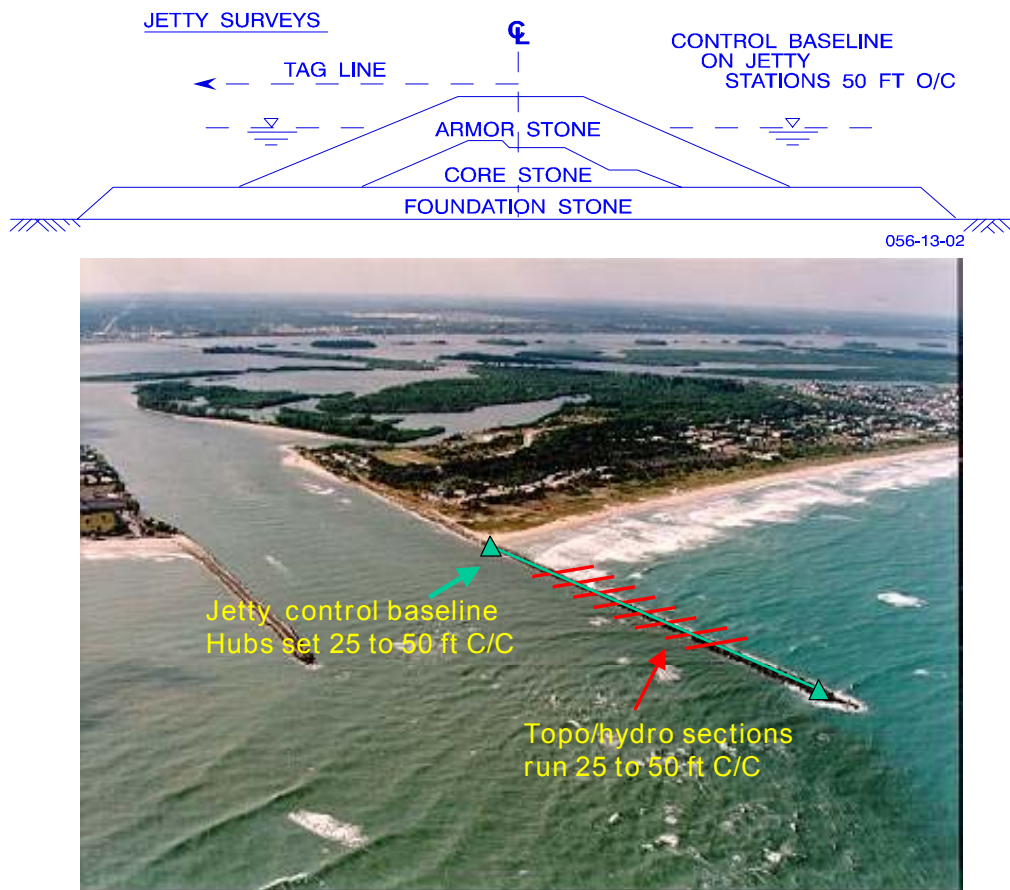 JETTY SURVEYS
℄
CONTROL BASELINE
ON JETTY
STATIONS 50 FT O/C
TAG LINE
ARMOR STONE
CORE STONE
FOUNDATION STONE
056-13-02
Jetty control baseline
Hubs set 25 to 50 ft C/C
Topo/hydro sections
run 25 to 50 ft C/C